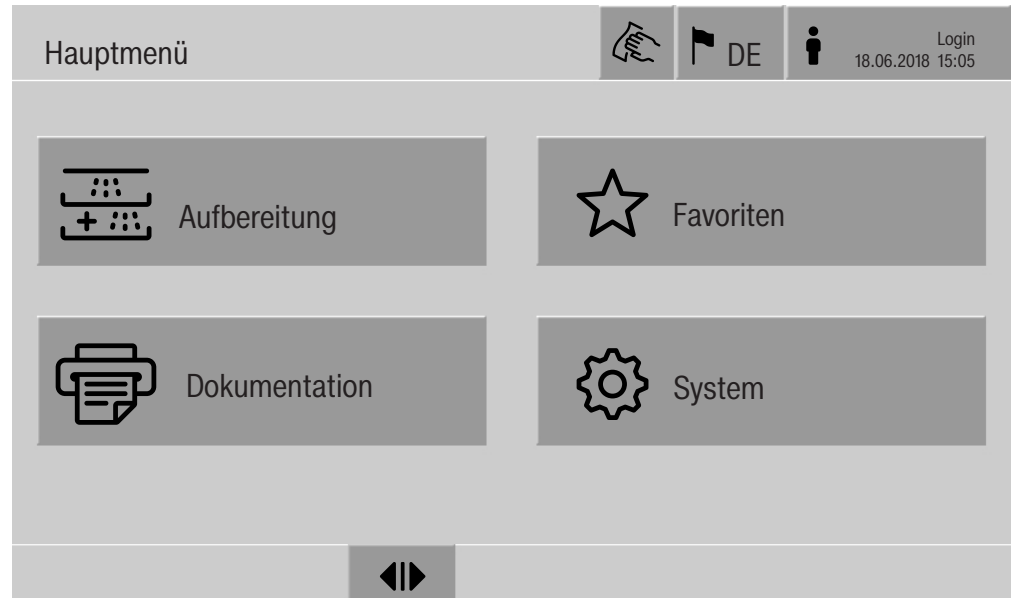 Hauptmenü
DE
Login
18.06.2018 15:05
Aufbereitung
Favoriten
Dokumentation
System